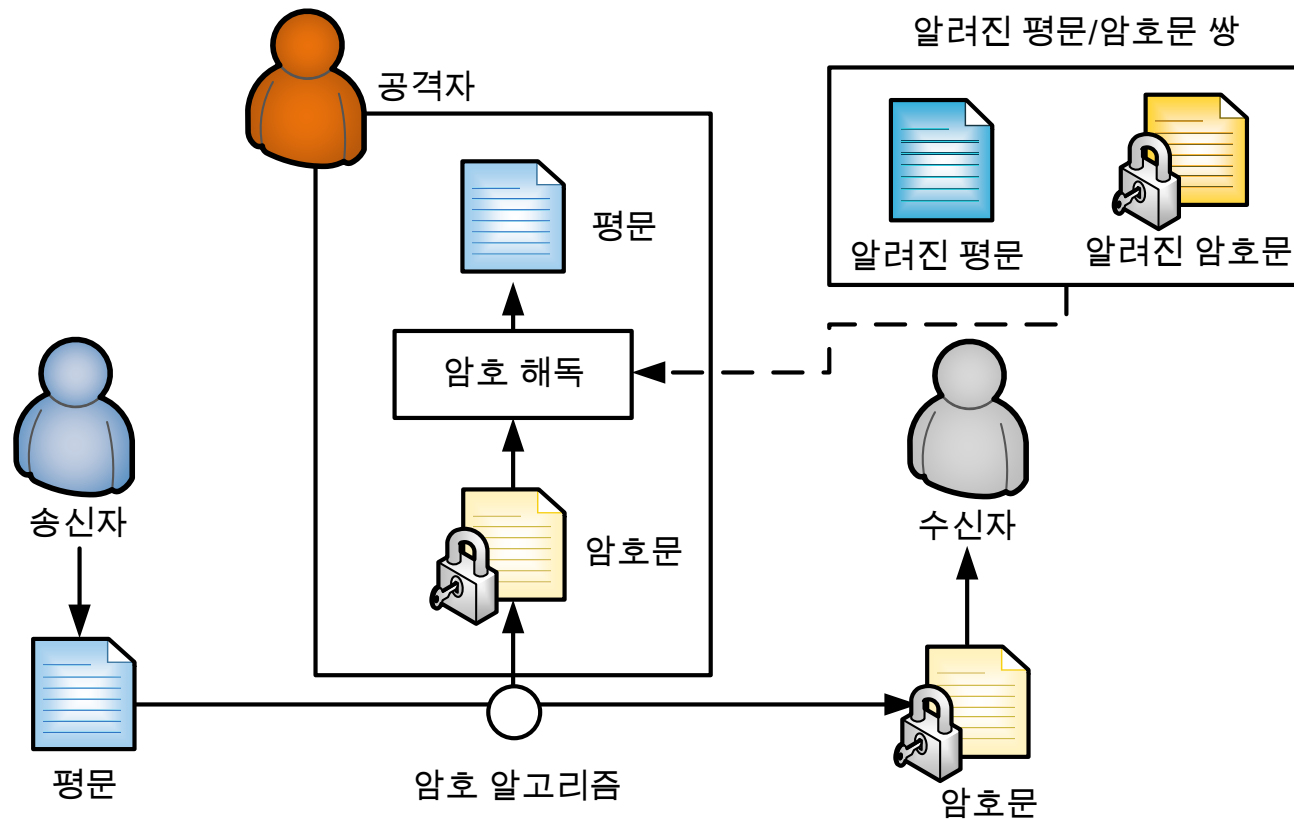 알려진 평문/암호문 쌍
공격자
평문
알려진 평문
알려진 암호문
암호 해독
송신자
수신자
암호문
평문
암호 알고리즘
암호문